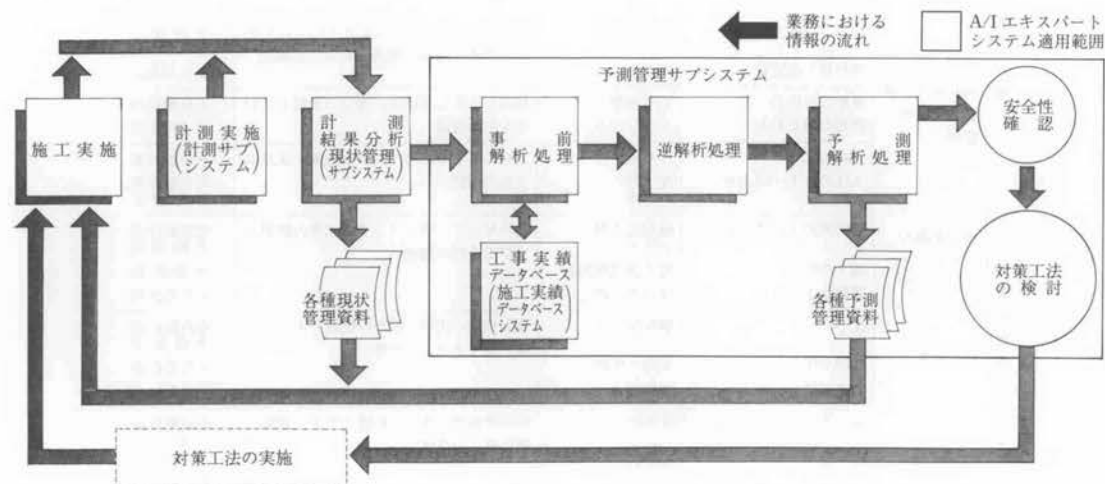 業務における
情報の流れ
A/Iエキスパート
システム適用範囲
予測管理サブシステム
施工実施
計測実施
(計測サブ
システム)
計測
結果分析
(現状管理
サブシステム)
事前
解析処理
逆解析処理
予測
解析処理
安全性
確認
各種現状
管理資料
工事実績
データベース
(施工実績
データベース
システム)
各種予測
管理資料
対策工法
の検討
対策工法の実施